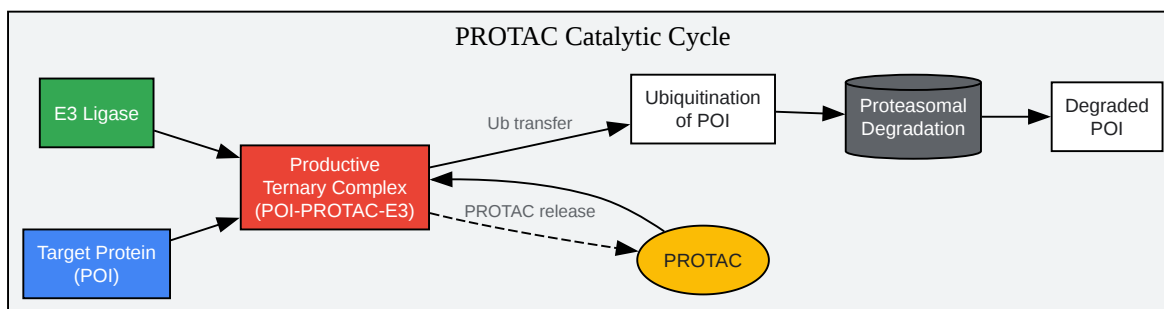 PROTAC Catalytic Cycle
E3 Ligase
Target Protein
(POI)
Productive
Ternary Complex
(POI-PROTAC-E3)
Ub transfer
PROTAC release
PROTAC
Ubiquitination
of POI
Proteasomal
Degradation
Degraded
POI